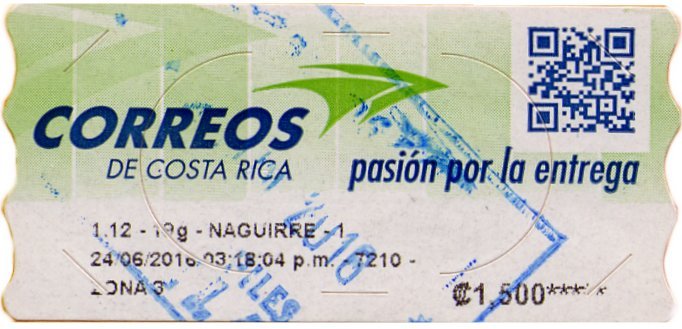 CORREOS
DE COSTA RICA
pasión por la entrega
1.12 - 19g - NAGUIRRE - 1
24/06/2016 03:18:04 p.m. - 7210 -
ZONA 3
₡1,500*****
2016